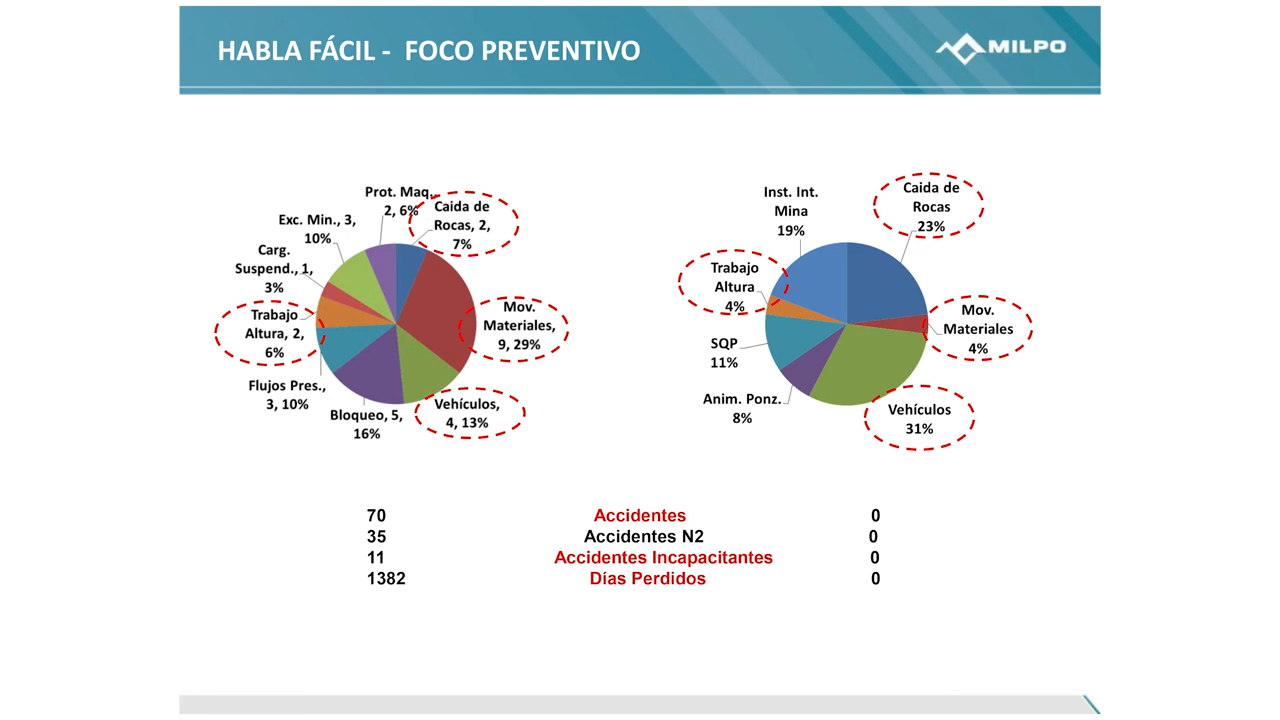 HABLA FÁCIL - FOCO PREVENTIVO
MILPO
Prot. Maq.,
2, 6%
Caida de
Rocas, 2,
7%
Exc. Min., 3,
10%
Carg.
Suspend., 1,
3%
Trabajo
Altura, 2,
6%
Mov.
Materiales,
9, 29%
Flujos Pres.,
3, 10%
Bloqueo, 5,
16%
Vehículos,
4, 13%
Inst. Int.
Mina
19%
Caida de
Rocas
23%
Trabajo
Altura
4%
Mov.
Materiales
4%
SQP
11%
Anim. Ponz.
8%
Vehículos
31%
70 Accidentes 0
35 Accidentes N2 0
11 Accidentes Incapacitantes 0
1382 Días Perdidos 0